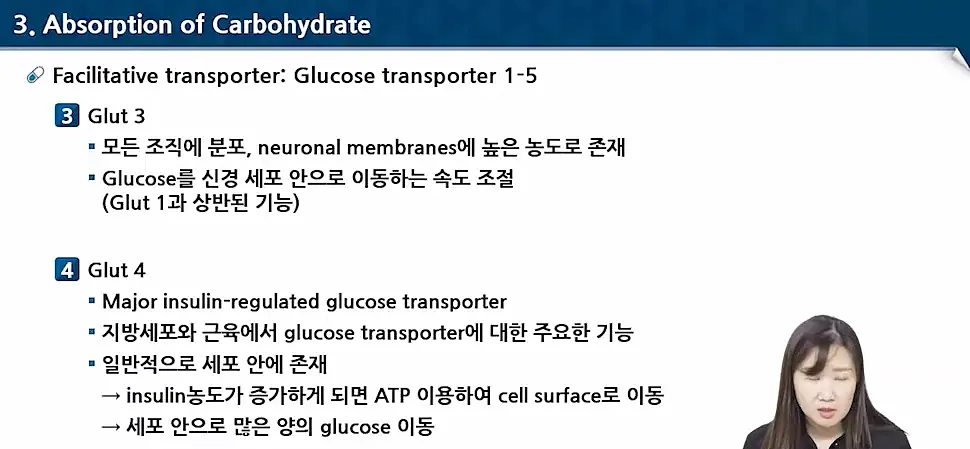 3. Absorption of Carbohydrate
Facilitative transporter: Glucose transporter 1-5
3 Glut 3
▪ 모든 조직에 분포, neuronal membranes에 높은 농도로 존재
▪ Glucose를 신경 세포 안으로 이동하는 속도 조절
(Glut 1과 상반된 기능)
4 Glut 4
▪ Major insulin-regulated glucose transporter
▪ 지방세포와 근육에서 glucose transporter에 대한 주요한 기능
▪ 일반적으로 세포 안에 존재
→ insulin농도가 증가하게 되면 ATP 이용하여 cell surface로 이동
→ 세포 안으로 많은 양의 glucose 이동